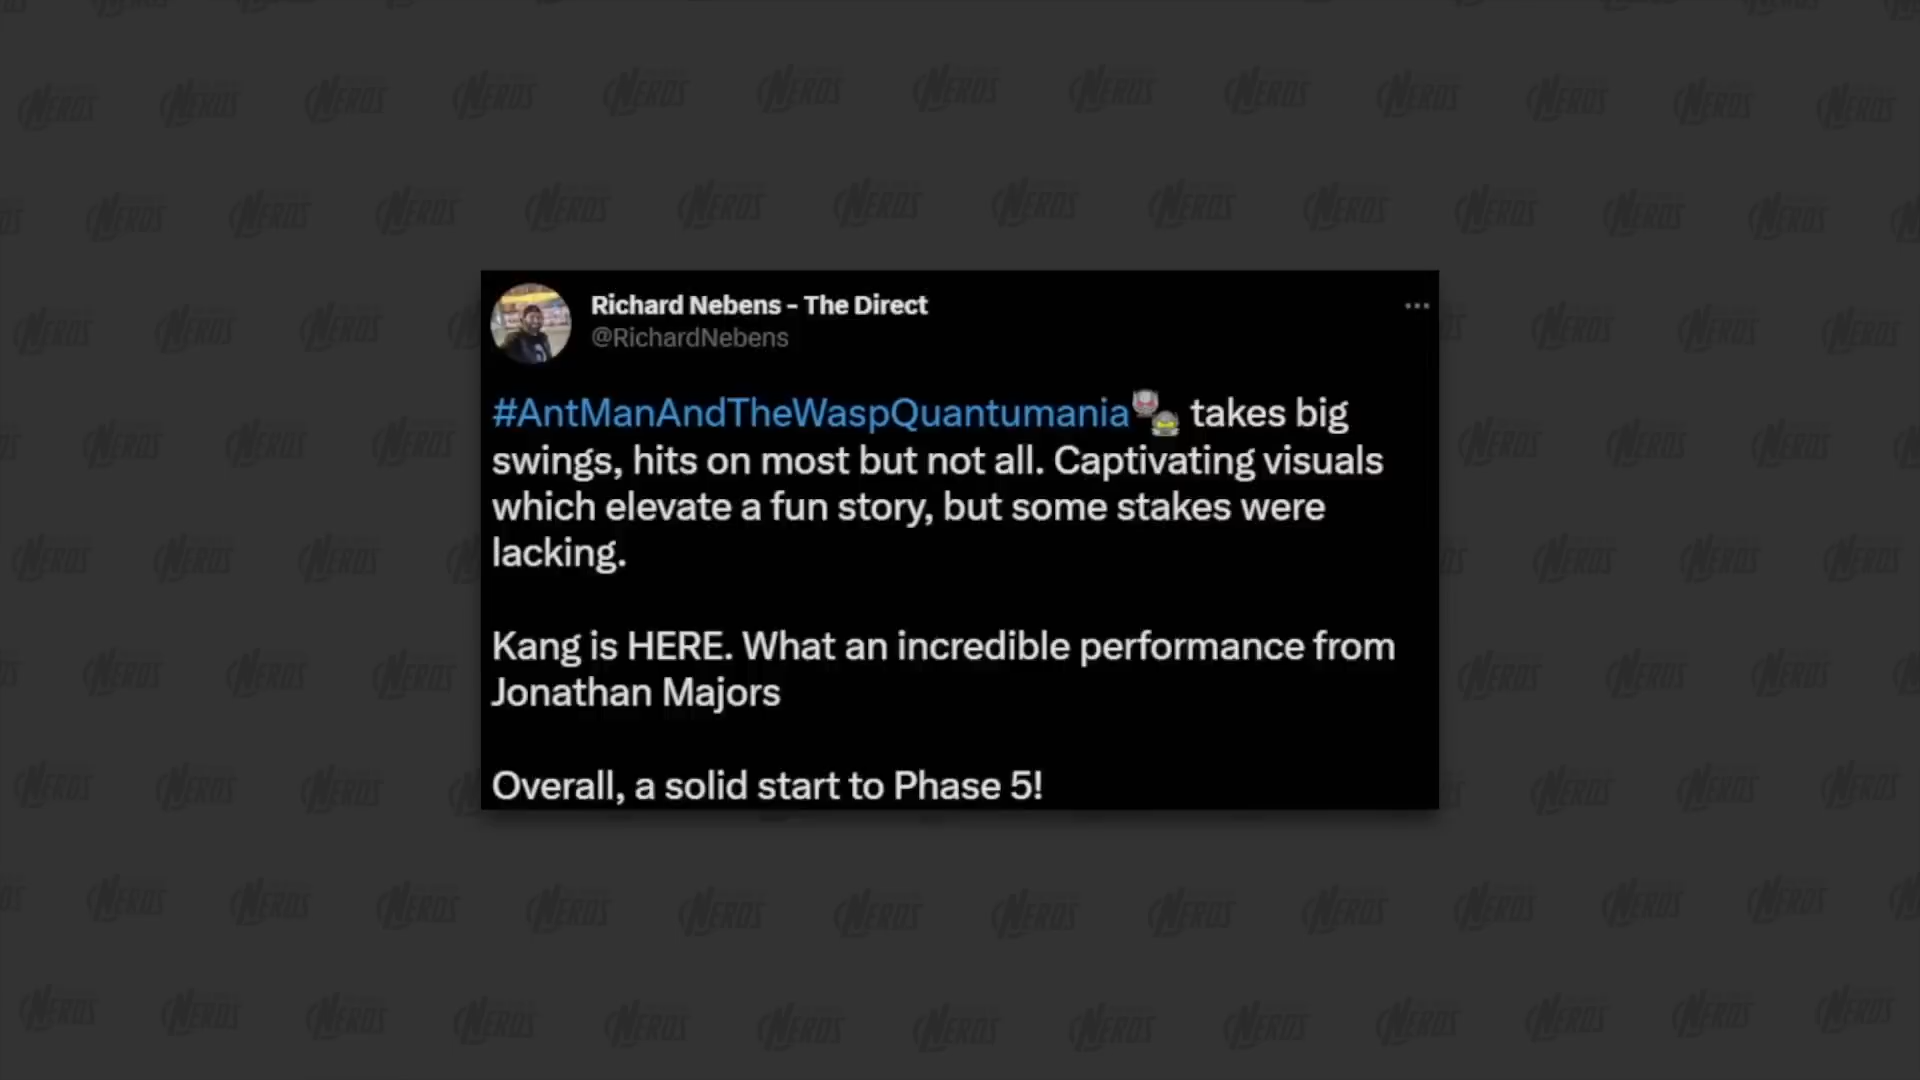 Richard Nebens - The Direct
@RichardNebens
#AntManAndTheWaspQuantumania takes big
swings, hits on most but not all. Captivating visuals
which elevate a fun story, but some stakes were
lacking.
Kang is HERE. What an incredible performance from
Jonathan Majors
Overall, a solid start to Phase 5!